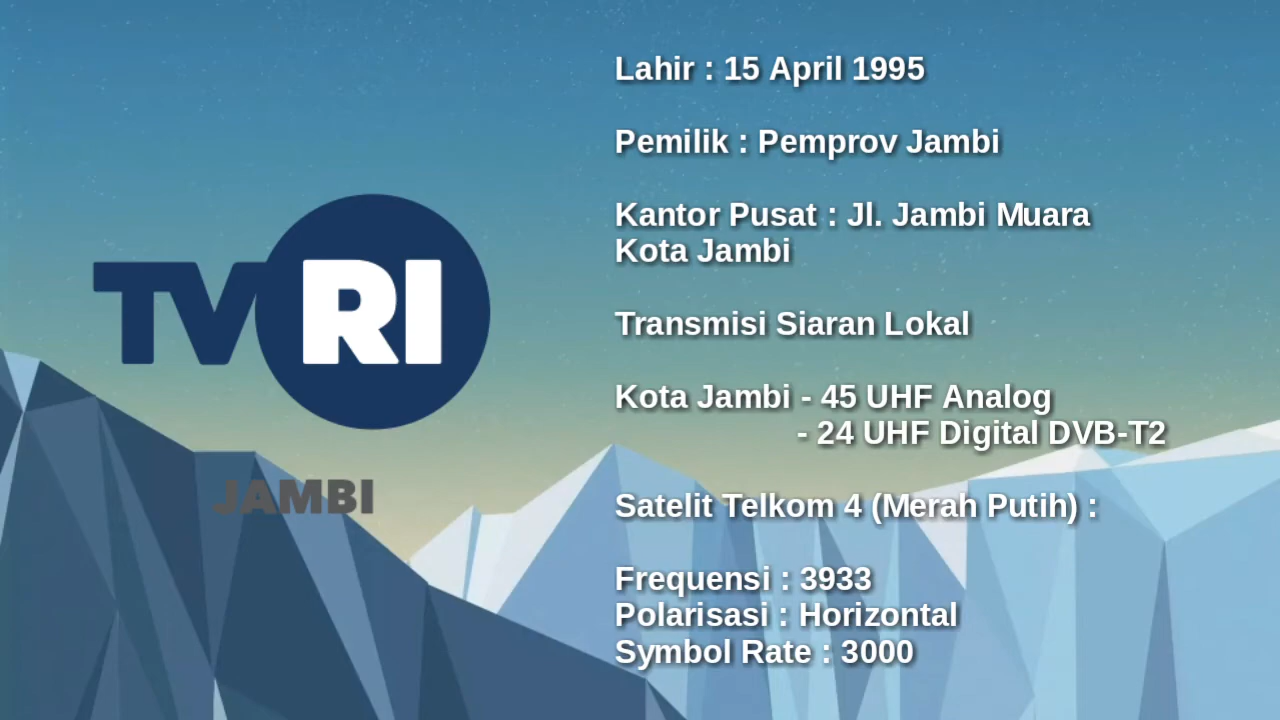 TVRI
JAMBI
Lahir : 15 April 1995
Pemilik : Pemprov Jambi
Kantor Pusat : Jl. Jambi Muara
Kota Jambi
Transmisi Siaran Lokal
Kota Jambi - 45 UHF Analog
- 24 UHF Digital DVB-T2
Satelit Telkom 4 (Merah Putih) :
Frequensi : 3933
Polarisasi : Horizontal
Symbol Rate : 3000